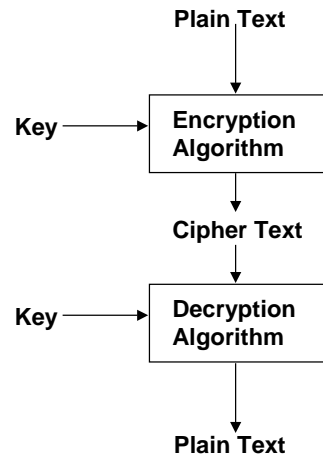 Plain Text
Key
Encryption
Algorithm
Cipher Text
Key
Decryption
Algorithm
Plain Text